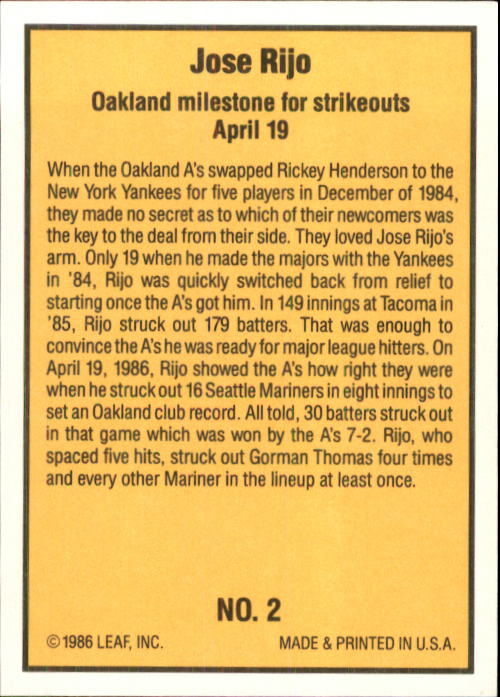 Jose Rijo
Oakland milestone for strikeouts
April 19
When the Oakland A's swapped Rickey Henderson to the
New York Yankees for five players in December of 1984,
they made no secret as to which of their newcomers was
the key to the deal from their side. They loved Jose Rijo's
arm. Only 19 when he made the majors with the Yankees
in '84, Rijo was quickly switched back from relief to
starting once the A's got him. In 149 innings at Tacoma in
'85, Rijo struck out 179 batters. That was enough to
convince the A's he was ready for major league hitters. On
April 19, 1986, Rijo showed the A's how right they were
when he struck out 16 Seattle Mariners in eight innings to
set an Oakland club record. All told, 30 batters struck out
in that game which was won by the A's 7-2. Rijo, who
spaced five hits, struck out Gorman Thomas four times
and every other Mariner in the lineup at least once.
NO. 2
©1986 LEAF, INC. MADE & PRINTED IN U.S.A.